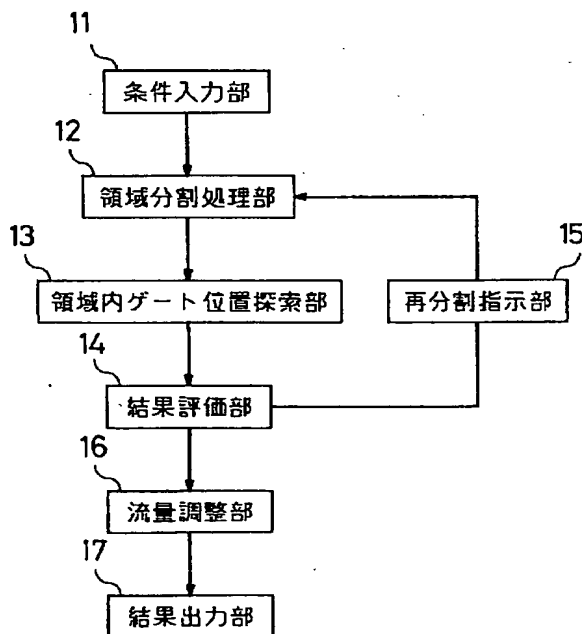 11
条件入力部
12
領域分割処理部
13
領域内ゲート位置探索部
15
再分割指示部
14
結果評価部
16
流量調整部
17
結果出力部